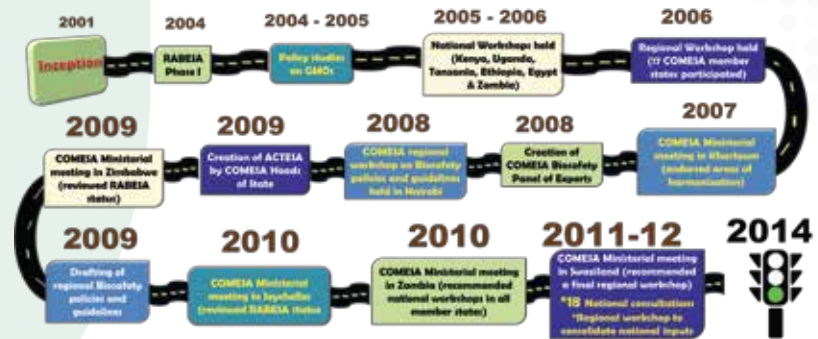 2001
Inception
2004
RABESA
Phase I
2004 - 2005
Policy studies
on GMOs
2005 - 2006
National Workshops held
(Kenya, Uganda,
Tanzania, Ethiopia, Egypt
& Zambia)
2006
Regional Workshop held
(17 COMESA member
states participated)
2007
COMESA Ministerial
meeting in Khartoum
(endorsed areas of
harmonization)
2008
Creation of
COMESA Biosafety
Panel of Experts
2008
COMESA regional
workshop on Biosafety
policies and guidelines
held in Nairobi
2009
Creation of ACTESA
by COMESA Heads
of State
2009
COMESA Ministerial
meeting in Zimbabwe
(reviewed RABESA
status)
2009
Drafting of
regional Biosafety
policies and
guidelines
2010
COMESA Ministerial
meeting in Seychelles
(reviewed RABESA status
2010
COMESA Ministerial meeting
in Zambia (recommended
national workshops in all
member states)
2011-12
COMESA Ministerial meeting
in Swaziland (recommended
a final regional workshop)
*18 National consultations
*Regional workshop to
consolidate national inputs
2014